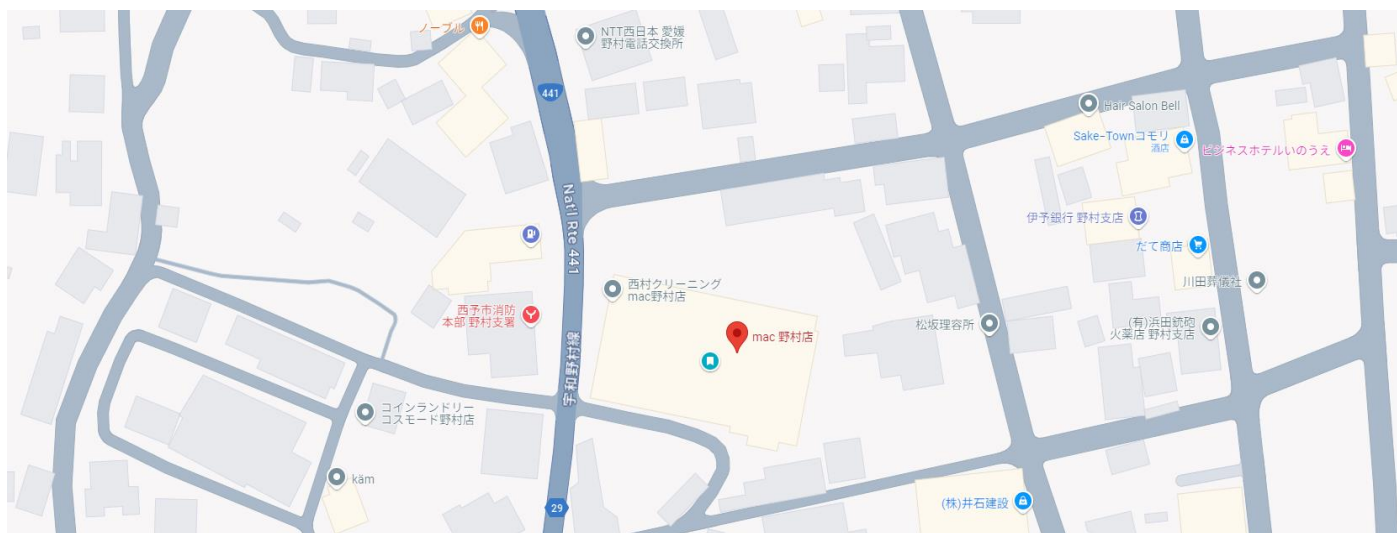 ノーブル
NTT西日本 愛媛
野村電話交換所
441
Hair Salon Bell
Sake-Townコモリ
酒店
ビジネスホテルいのうえ
Nat'l Rte 441
伊予銀行 野村支店
だて商店
川田葬儀社
西村クリーニング
mac野村店
西予市消防
本部 野村支署
mac 野村店
松坂理容所
(有)浜田銃砲
火薬店 野村支店
宇和野村線
コインランドリー
コスモード野村店
käm
(株)井石建設
29